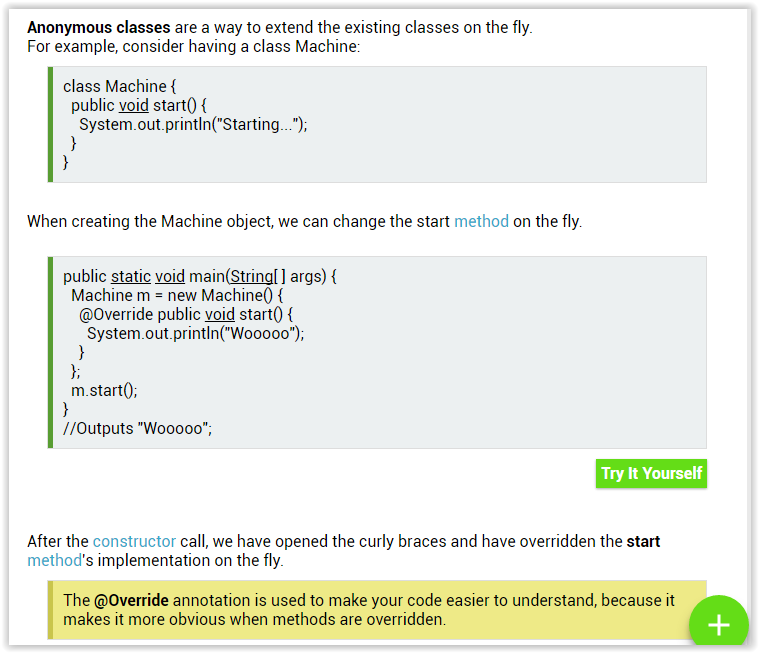 Anonymous classes are a way to extend the existing classes on the fly.
For example, consider having a class Machine:
class Machine {
public void start() {
System.out.println("Starting...");
}
}
When creating the Machine object, we can change the start method on the fly.
public static void main(String[ ] args) {
Machine m = new Machine() {
@Override public void start() {
System.out.println("Wooooo");
}
};
m.start();
}
//Outputs "Wooooo";
Try It Yourself
After the constructor call, we have opened the curly braces and have overridden the start
method's implementation on the fly.
The @Override annotation is used to make your code easier to understand, because it
makes it more obvious when methods are overridden.
+